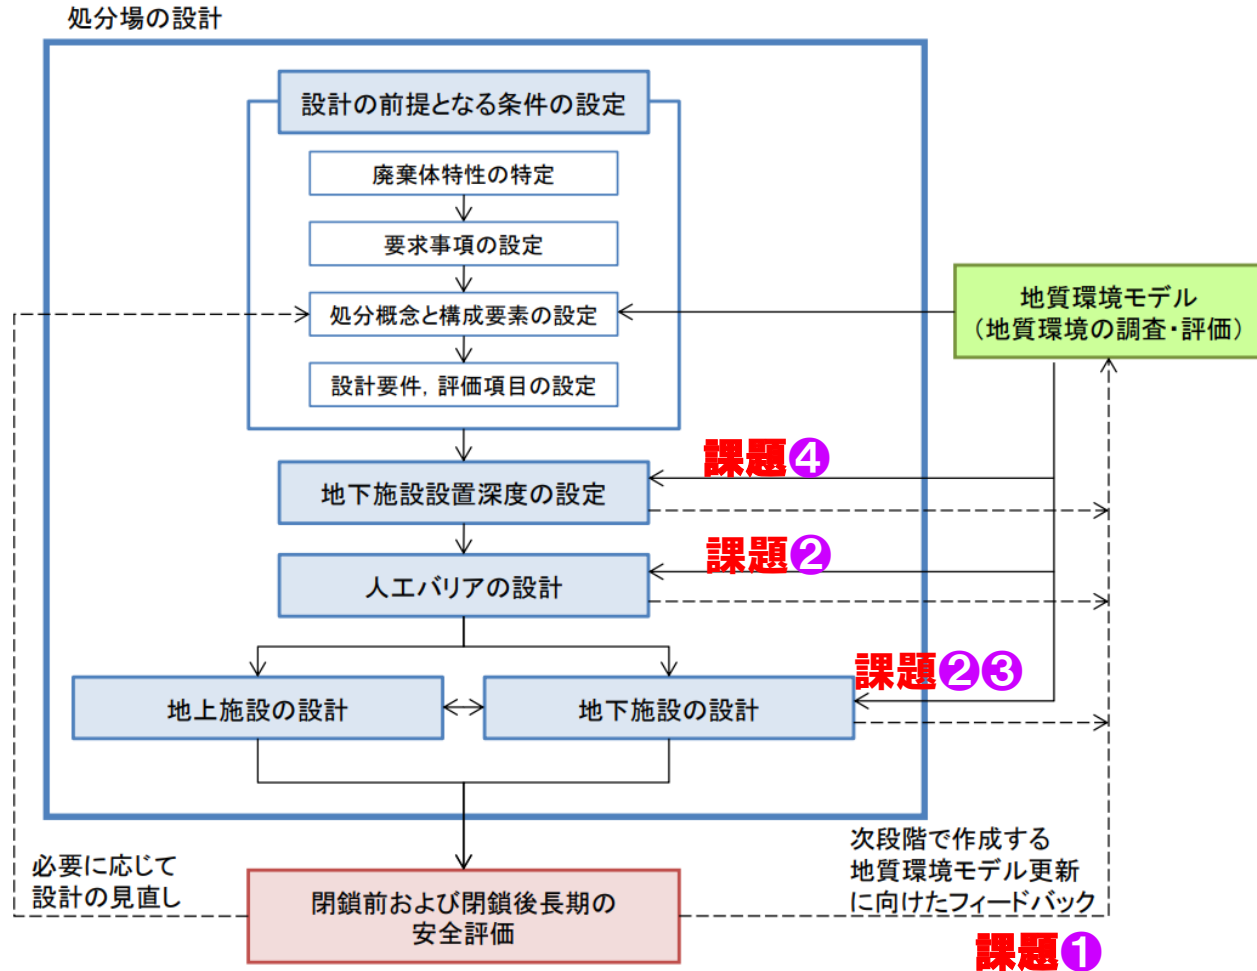 処分場の設計
設計の前提となる条件の設定
廃棄体特性の特定
要求事項の設定
処分概念と構成要素の設定
設計要件，評価項目の設定
地質環境モデル
（地質環境の調査・評価）
課題❹
地下施設設置深度の設定
課題❷
人工バリアの設計
課題❷❸
地上施設の設計
地下施設の設計
必要に応じて
設計の見直し
閉鎖前および閉鎖後長期の
安全評価
次段階で作成する
地質環境モデル更新
に向けたフィードバック
課題❶